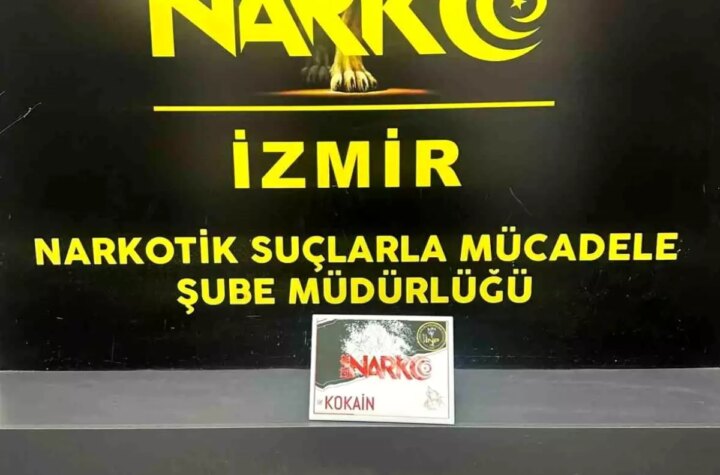 NARKO
İZMİR
NARKOTİK SUÇLARLA MÜCADELE
ŞUBE MÜDÜRLÜĞÜ
NARKO
KOKAİN